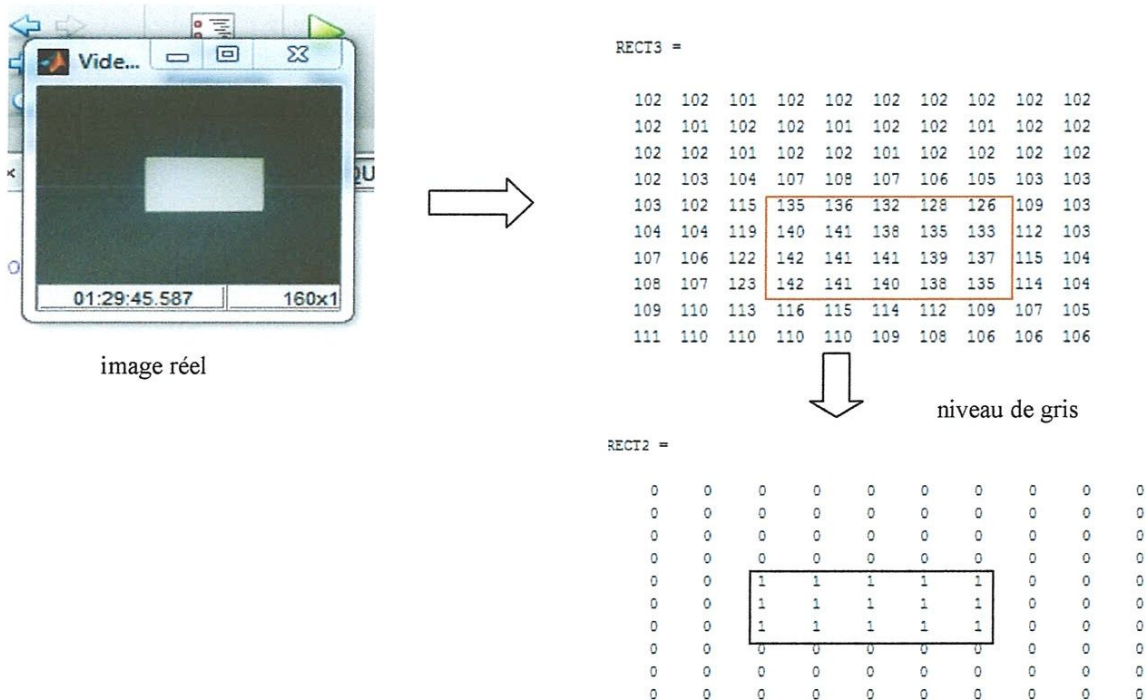 Vide...
QU
01:29:45.587 160x1
image réel
RECT3 =
102 102 101 102 102 102 102 102 102 102
102 101 102 102 101 102 102 101 102 102
102 102 101 102 102 101 102 102 102 102
102 103 104 107 108 107 106 105 103 103
103 102 115 135 136 132 128 126 109 103
104 104 119 140 141 138 135 133 112 103
107 106 122 142 141 141 139 137 115 104
108 107 123 142 141 140 138 135 114 104
109 110 113 116 115 114 112 109 107 105
111 110 110 110 110 109 108 106 106 106
niveau de gris
RECT2 =
0 0 0 0 0 0 0 0 0 0
0 0 0 0 0 0 0 0 0 0
0 0 0 0 0 0 0 0 0 0
0 0 0 0 0 0 0 0 0 0
0 0 1 1 1 1 1 0 0 0
0 0 1 1 1 1 1 0 0 0
0 0 1 1 1 1 1 0 0 0
0 0 0 0 0 0 0 0 0 0
0 0 0 0 0 0 0 0 0 0
0 0 0 0 0 0 0 0 0 0